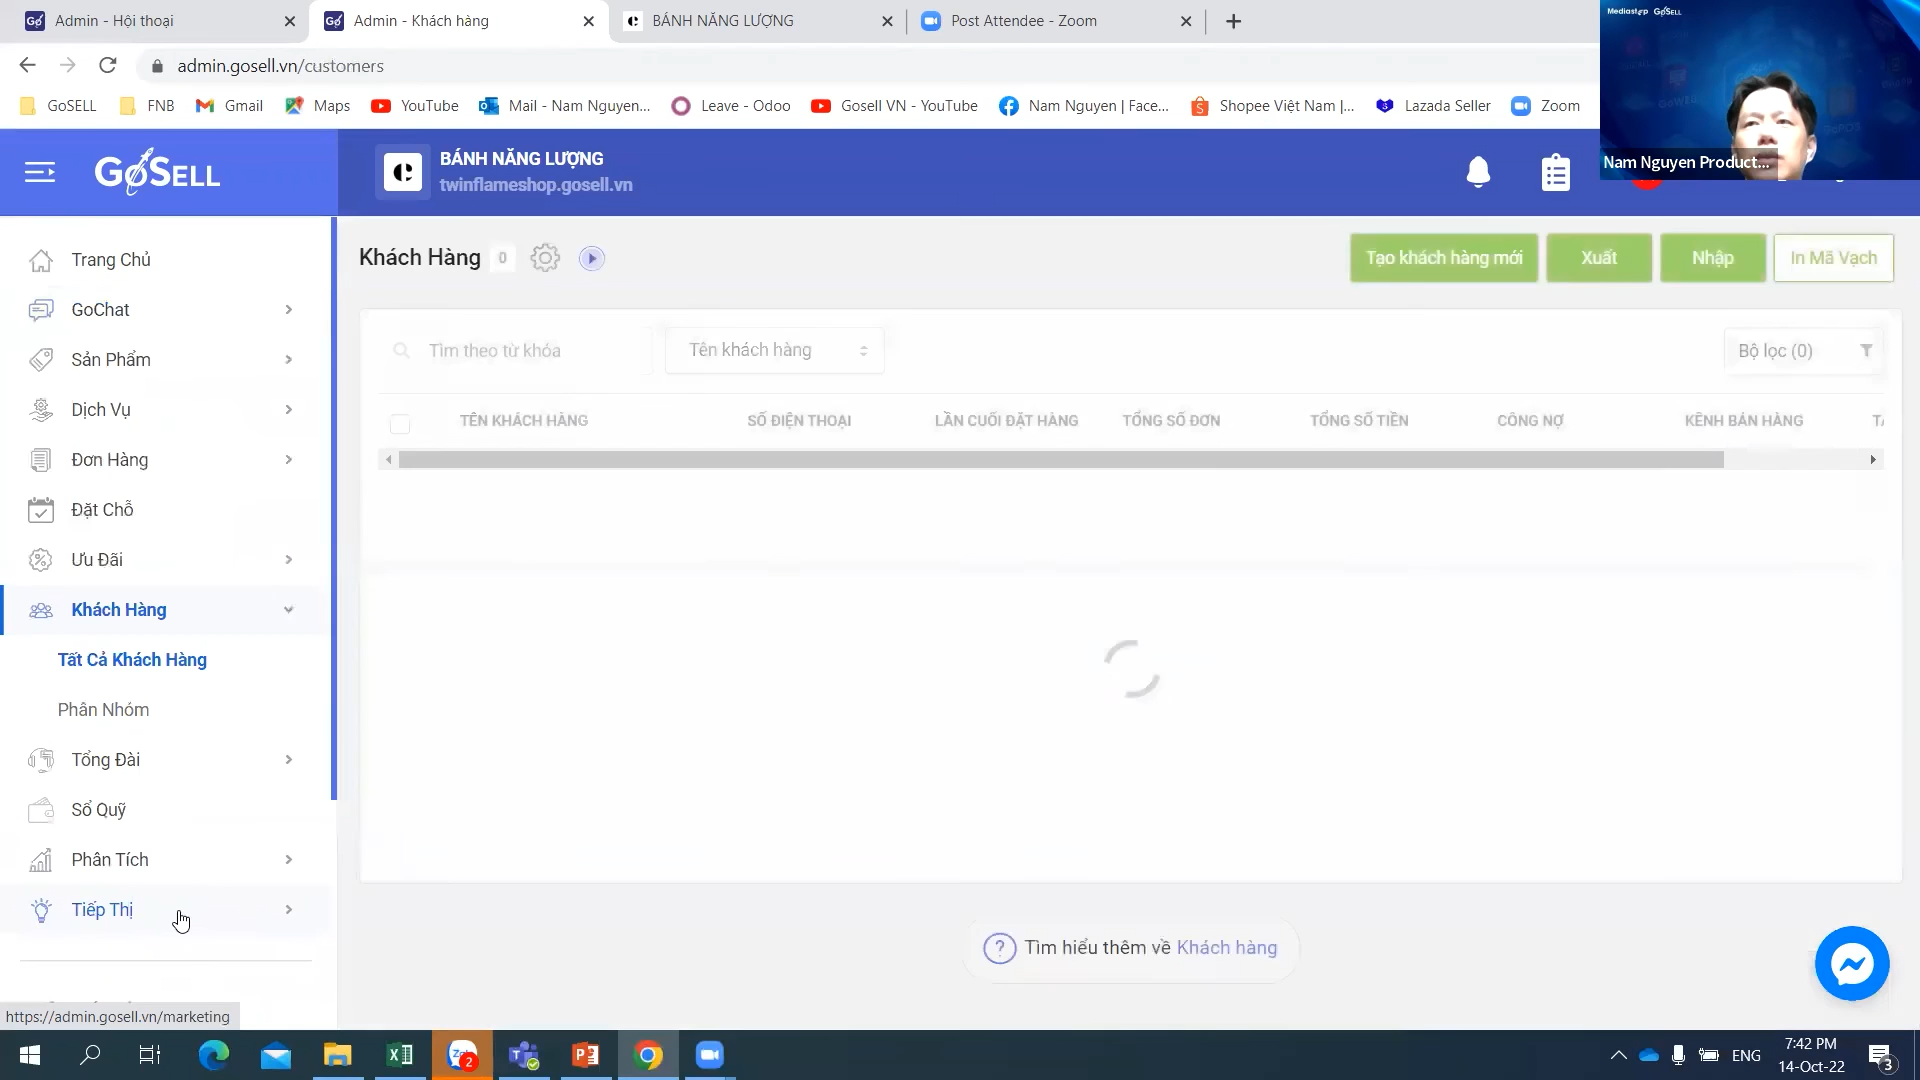 Admin - Hội thoại
Admin - Khách hàng
BÁNH NĂNG LƯỢNG
Post Attendee - Zoom
admin.gosell.vn/customers
GoSELL
FNB
Gmail
Maps
YouTube
Mail - Nam Nguyen...
Leave - Odoo
Gosell VN - YouTube
Nam Nguyen | Face...
Shopee Việt Nam |...
Lazada Seller
Zoom
Mediastep GoSELL
Nam Nguyen Product...
GoSELL
BÁNH NĂNG LƯỢNG
twinflameshop.gosell.vn
Trang Chủ
GoChat
Sản Phẩm
Dịch Vụ
Đơn Hàng
Đặt Chỗ
Ưu Đãi
Khách Hàng
Tất Cả Khách Hàng
Phân Nhóm
Tổng Đài
Sổ Quỹ
Phân Tích
Tiếp Thị
Khách Hàng 0
Tạo khách hàng mới
Xuất
Nhập
In Mã Vạch
Tìm theo từ khóa
Tên khách hàng
Bộ lọc (0)
TÊN KHÁCH HÀNG
SỐ ĐIỆN THOẠI
LẦN CUỐI ĐẶT HÀNG
TỔNG SỐ ĐƠN
TỔNG SỐ TIỀN
CÔNG NỢ
KÊNH BÁN HÀNG
Tìm hiểu thêm về Khách hàng
https://admin.gosell.vn/marketing
2
ENG
7:42 PM
14-Oct-22
3